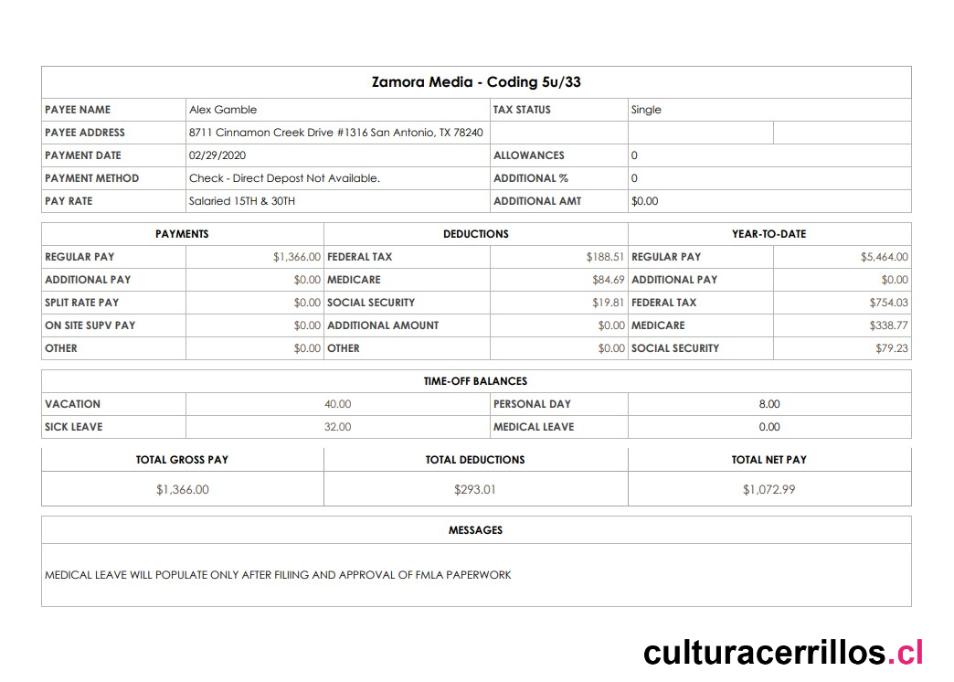 Zamora Media - Coding 5u/33
PAYEE NAME Alex Gamble TAX STATUS Single
PAYEE ADDRESS 8711 Cinnamon Creek Drive #1316 San Antonio, TX 78240
PAYMENT DATE 02/29/2020 ALLOWANCES 0
PAYMENT METHOD Check - Direct Depost Not Available. ADDITIONAL % 0
PAY RATE Salaried 15TH & 30TH ADDITIONAL AMT $0.00
PAYMENTS DEDUCTIONS YEAR-TO-DATE
REGULAR PAY $1,366.00 FEDERAL TAX $188.51 REGULAR PAY $5,464.00
ADDITIONAL PAY $0.00 MEDICARE $84.69 ADDITIONAL PAY $0.00
SPLIT RATE PAY $0.00 SOCIAL SECURITY $19.81 FEDERAL TAX $754.03
ON SITE SUPV PAY $0.00 ADDITIONAL AMOUNT $0.00 MEDICARE $338.77
OTHER $0.00 OTHER $0.00 SOCIAL SECURITY $79.23
TIME-OFF BALANCES
VACATION 40.00 PERSONAL DAY 8.00
SICK LEAVE 32.00 MEDICAL LEAVE 0.00
TOTAL GROSS PAY TOTAL DEDUCTIONS TOTAL NET PAY
$1,366.00 $293.01 $1,072.99
MESSAGES
MEDICAL LEAVE WILL POPULATE ONLY AFTER FILIING AND APPROVAL OF FMLA PAPERWORK
culturacerrillos.cl